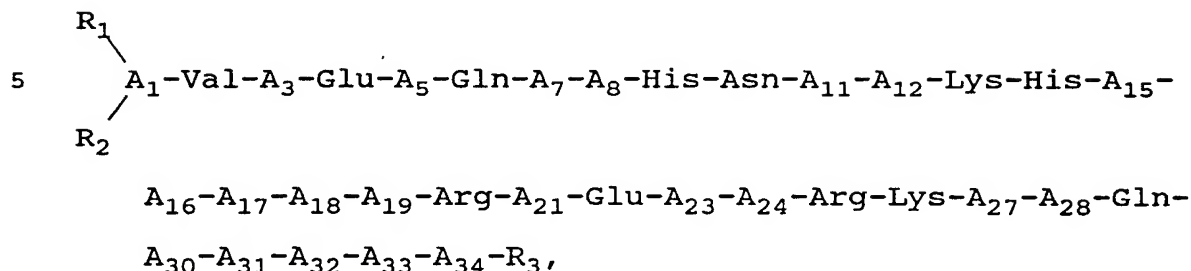 R₁
5 A₁-Val-A₃-Glu-A₅-Gln-A₇-A₈-His-Asn-A₁₁-A₁₂-Lys-His-A₁₅-
R₂
A₁₆-A₁₇-A₁₈-A₁₉-Arg-A₂₁-Glu-A₂₃-A₂₄-Arg-Lys-A₂₇-A₂₈-Gln-
A₃₀-A₃₁-A₃₂-A₃₃-A₃₄-R₃,